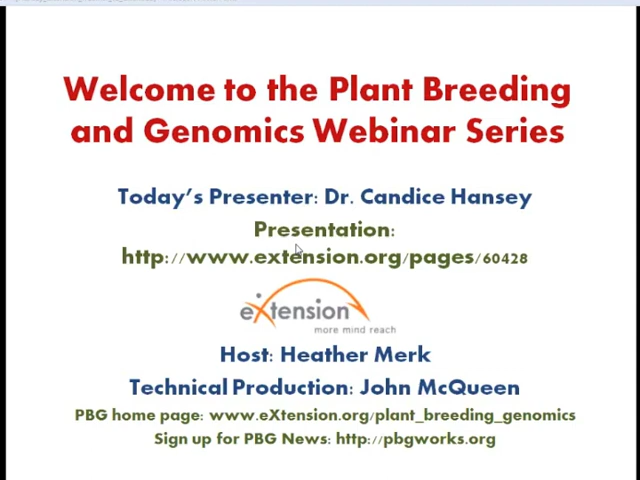 Welcome to the Plant Breeding
and Genomics Webinar Series
Today's Presenter: Dr. Candice Hansey
Presentation:
http://www.extension.org/pages/60428
eXtension
more mind reach
Host: Heather Merk
Technical Production: John McQueen
PBG home page: www.eXtension.org/plant_breeding_genomics
Sign up for PBG News: http://pbgworks.org